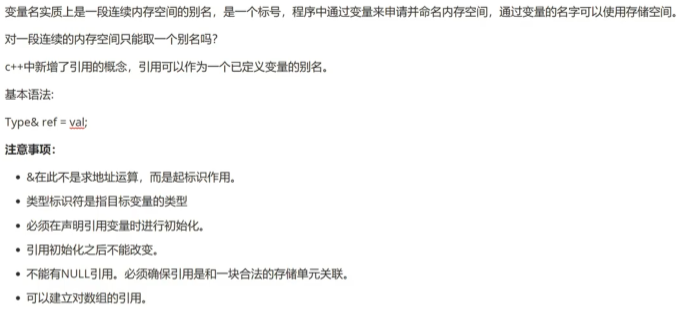 变量名实质上是一段连续内存空间的别名，是一个标号，程序中通过变量来申请并命名内存空间，通过变量的名字可以使用存储空间。
对一段连续的内存空间只能取一个别名吗？
c++中新增了引用的概念，引用可以作为一个已定义变量的别名。
基本语法:
Type& ref = val;
注意事项：
• &在此不是求地址运算，而是起标识作用。
• 类型标识符是指目标变量的类型
• 必须在声明引用变量时进行初始化。
• 引用初始化之后不能改变。
• 不能有NULL引用。必须确保引用是和一块合法的存储单元关联。
• 可以建立对数组的引用。